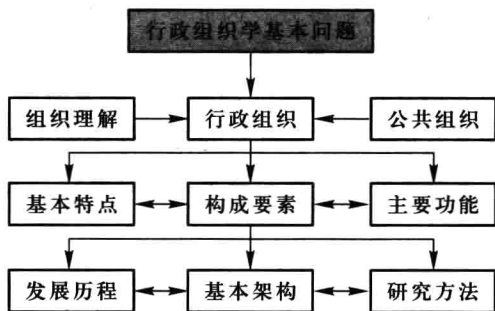 行政组织学基本问题
组织理解 行政组织 公共组织
基本特点 构成要素 主要功能
发展历程 基本架构 研究方法